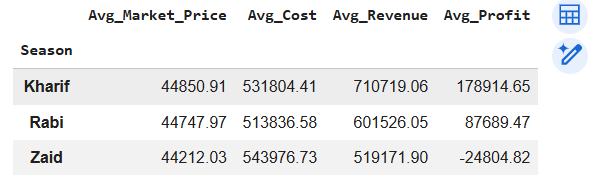 Avg_Market_Price Avg_Cost Avg_Revenue Avg_Profit
Season
Kharif 44850.91 531804.41 710719.06 178914.65
Rabi 44747.97 513836.58 601526.05 87689.47
Zaid 44212.03 543976.73 519171.90 -24804.82